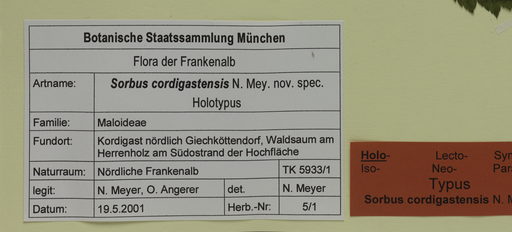 Botanische Staatssammlung München
Flora der Frankenalb
Artname: Sorbus cordigastensis N. Mey. nov. spec.
Holotypus
Familie: Maloideae
Fundort: Kordigast nördlich Giechköttendorf, Waldsaum am
Herrenholz am Südostrand der Hochfläche
Naturraum: Nördliche Frankenalb TK 5933/1
legit: N. Meyer, O. Angerer det. N. Meyer
Datum: 19.5.2001 Herb.-Nr: 5/1
Holo- Lecto- Syn
Iso- Neo- Par
Typus
Sorbus cordigastensis N. M